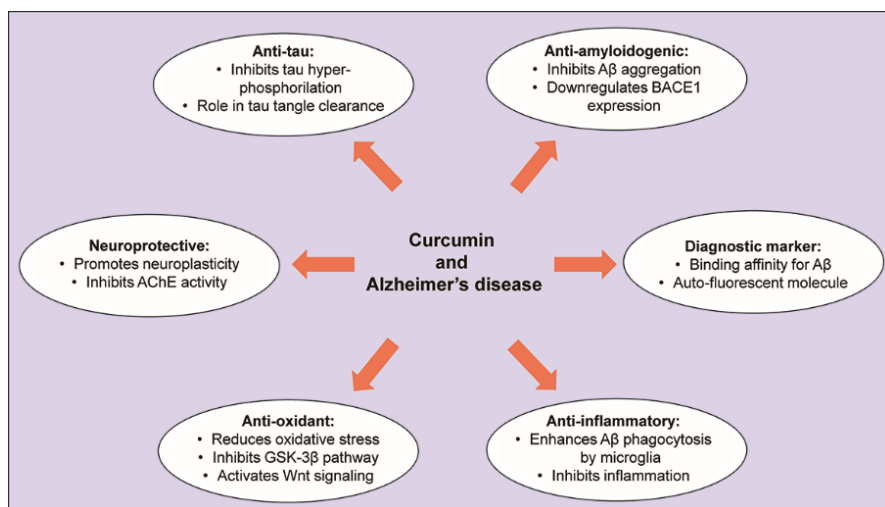 Anti-tau:
• Inhibits tau hyper-
phosphorilation
• Role in tau tangle clearance
Anti-amyloidogenic:
• Inhibits Aβ aggregation
• Downregulates BACE1
expression
Neuroprotective:
• Promotes neuroplasticity
• Inhibits AChE activity
Curcumin
and
Alzheimer's disease
Diagnostic marker:
• Binding affinity for Aβ
• Auto-fluorescent molecule
Anti-oxidant:
• Reduces oxidative stress
• Inhibits GSK-3β pathway
• Activates Wnt signaling
Anti-inflammatory:
• Enhances Aβ phagocytosis
by microglia
• Inhibits inflammation